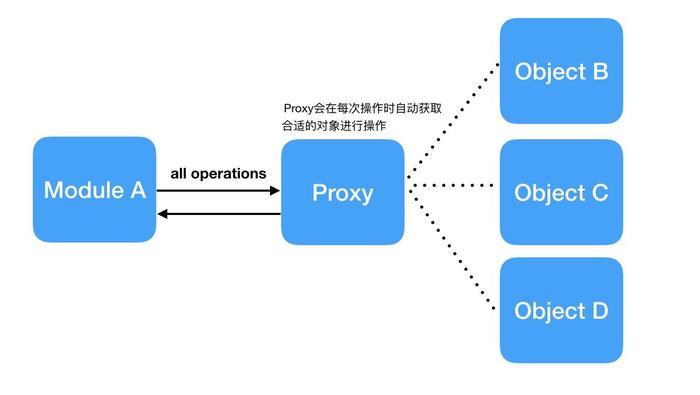 Object B
Proxy会在每次操作时自动获取
合适的对象进行操作
all operations
Module A
Proxy
Object C
Object D